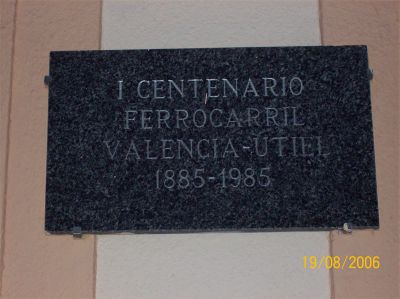 I CENTENARIO
FERROCARRIL
VALENCIA-UTIEL
1885-1985
19/08/2006